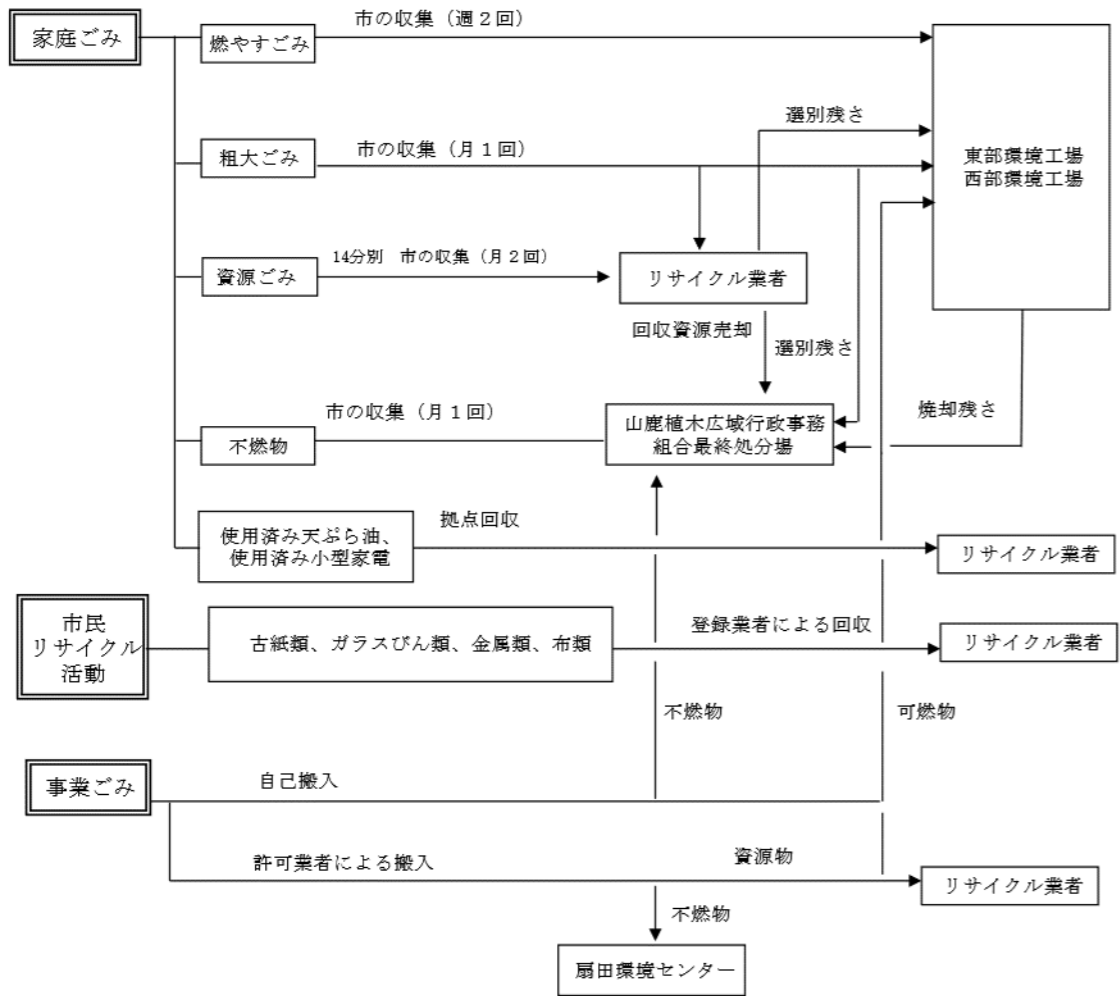 家庭ごみ
燃やすごみ
市の収集（週２回）
粗大ごみ
市の収集（月１回）
選別残さ
東部環境工場
西部環境工場
資源ごみ
14分別　市の収集（月２回）
リサイクル業者
回収資源売却
選別残さ
不燃物
市の収集（月１回）
山鹿植木広域行政事務
組合最終処分場
焼却残さ
使用済み天ぷら油、
使用済み小型家電
拠点回収
リサイクル業者
市民
リサイクル
活動
古紙類、ガラスびん類、金属類、布類
登録業者による回収
リサイクル業者
不燃物
可燃物
事業ごみ
自己搬入
許可業者による搬入
資源物
リサイクル業者
不燃物
扇田環境センター